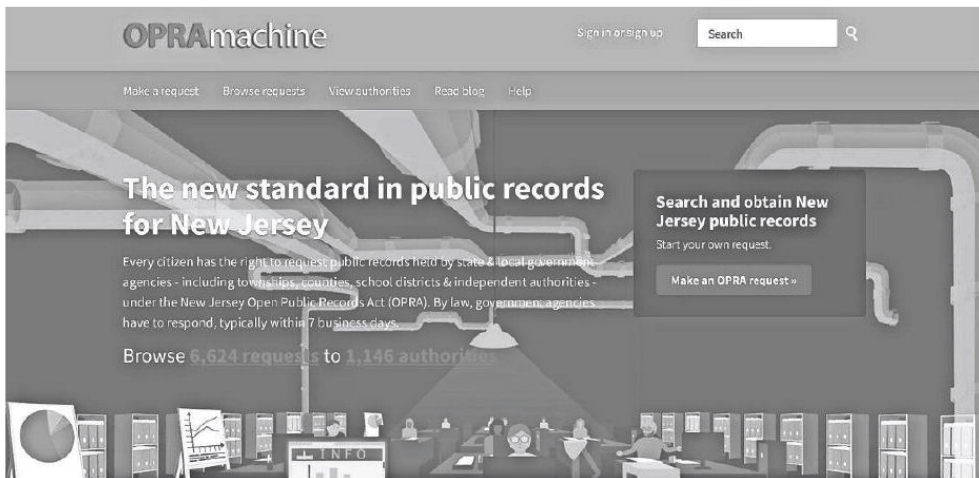 OPRAmachine
Sign in or sign up
Search
Make a request Browse requests View authorities Read blog Help
The new standard in public records
for New Jersey
Every citizen has the right to request public records held by state & local government
agencies - including townships, counties, school districts & independent authorities -
under the New Jersey Open Public Records Act (OPRA). By law, government agencies
have to respond, typically within 7 business days.
Browse 6,624 requests to 1,146 authorities
Search and obtain New
Jersey public records
Start your own request.
Make an OPRA request »
INFO